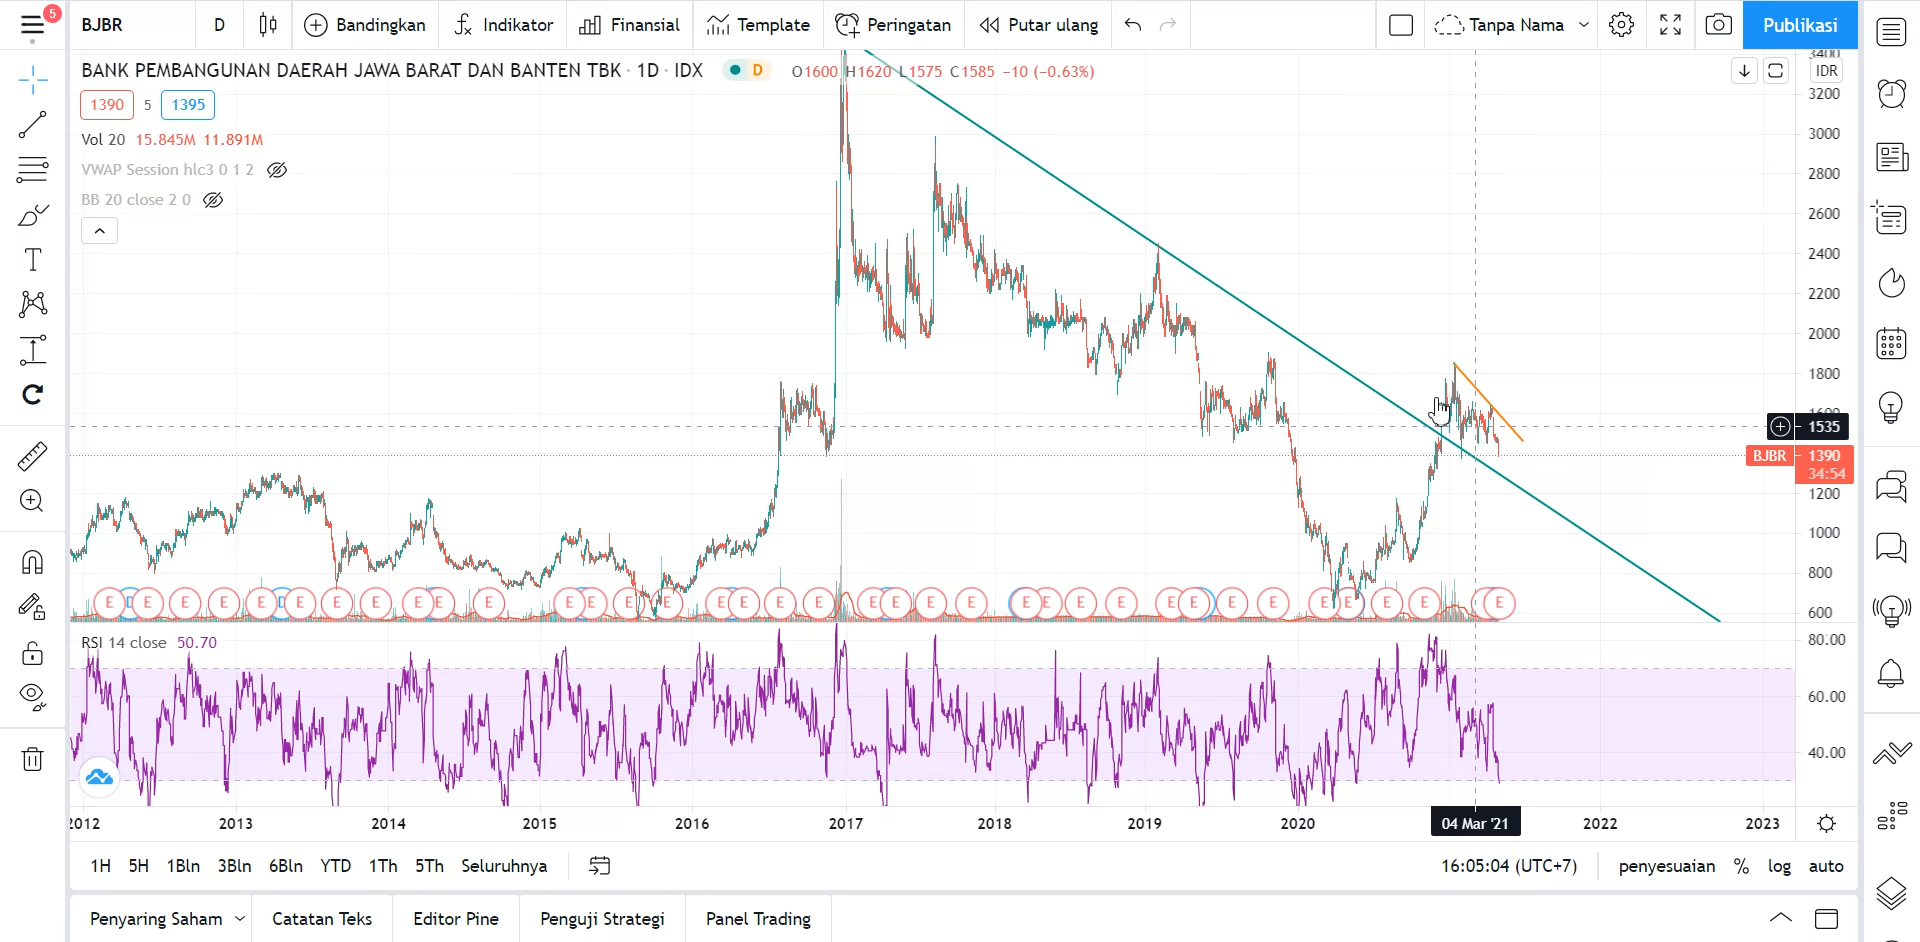 5
BJBR D Bandingkan Indikator Finansial Template Peringatan Putar ulang Tanpa Nama Publikasi
BANK PEMBANGUNAN DAERAH JAWA BARAT DAN BANTEN TBK · 1D · IDX D O1600 H1620 L1575 C1585 −10 (−0.63%)
1390 5 1395
Vol 20 15.845M 11.891M
VWAP Session hlc3 0 1 2
BB 20 close 2 0
3400
IDR
3200
3000
2800
2600
2400
2200
2000
1800
1600
1535
BJBR 1390
34:54
1200
1000
800
600
E D E E E E E D E E E E E E E E E E E E E E E E E E E E E E E E E E E E E E E E
RSI 14 close 50.70
80.00
60.00
40.00
2012 2013 2014 2015 2016 2017 2018 2019 2020 04 Mar '21 2022 2023
1H 5H 1Bln 3Bln 6Bln YTD 1Th 5Th Seluruhnya 16:05:04 (UTC+7) penyesuaian % log auto
Penyaring Saham Catatan Teks Editor Pine Penguji Strategi Panel Trading